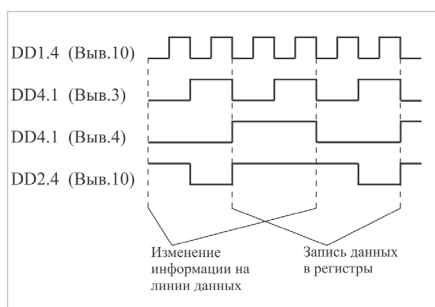 DD1.4 (Выв.10)
DD4.1 (Выв.3)
DD4.1 (Выв.4)
DD2.4 (Выв.10)
Изменение
информации на
линии данных
Запись данных
в регистры